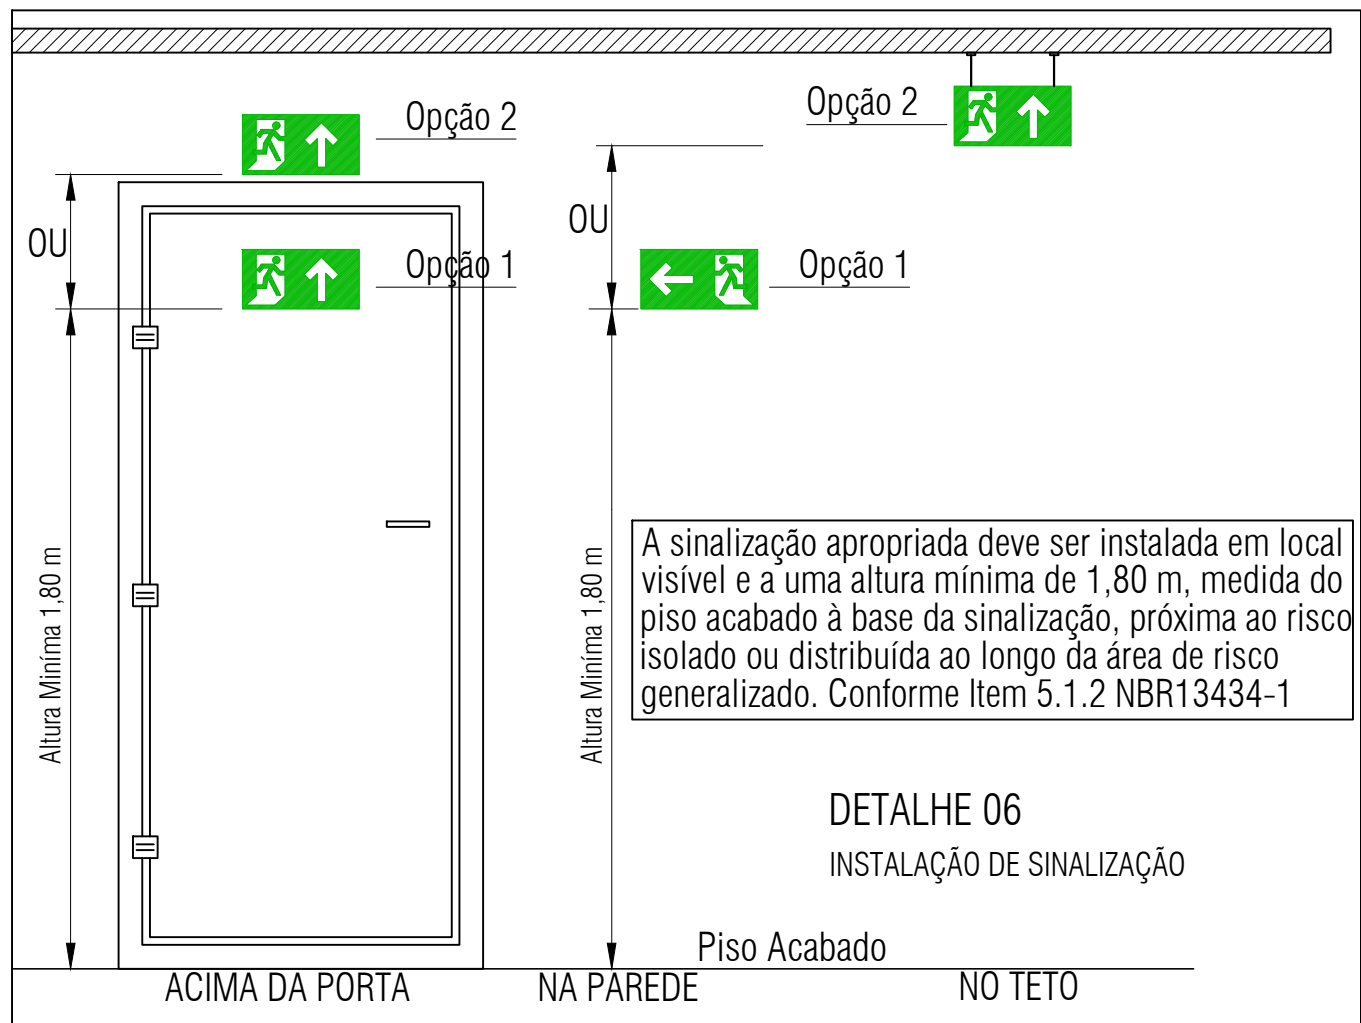 Opção 2
Opção 2
OU
OU
Opção 1
Opção 1
Altura Miníma 1,80 m
Altura Miníma 1,80 m
A sinalização apropriada deve ser instalada em local
visível e a uma altura mínima de 1,80 m, medida do
piso acabado à base da sinalização, próxima ao risco
isolado ou distribuída ao longo da área de risco
generalizado. Conforme Item 5.1.2 NBR13434-1
DETALHE 06
INSTALAÇÃO DE SINALIZAÇÃO
Piso Acabado
ACIMA DA PORTA
NA PAREDE
NO TETO